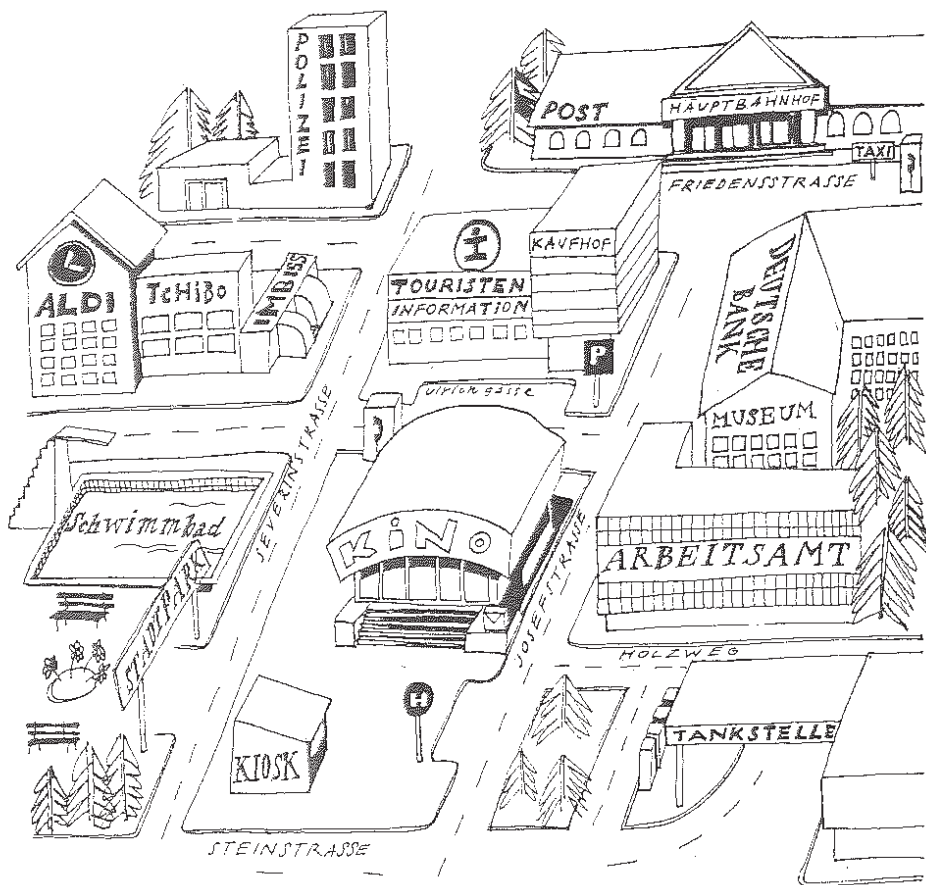 POLIZEI
POST
HAUPTBAHNHOF
TAXI
FRIEDENSSTRASSE
ALDI
TCHiBO
IMBISS
i
TOURISTEN
INFORMATION
KAUFHOF
P
DEUTSCHE
BANK
MUSEUM
ulrichgasse
SEVERINSTRASSE
Schwimmbad
STADTPARK
KiNO
JOSEFSTRASSE
ARBEITSAMT
HOLZWEG
H
KIOSK
TANKSTELLE
STEINSTRASSE